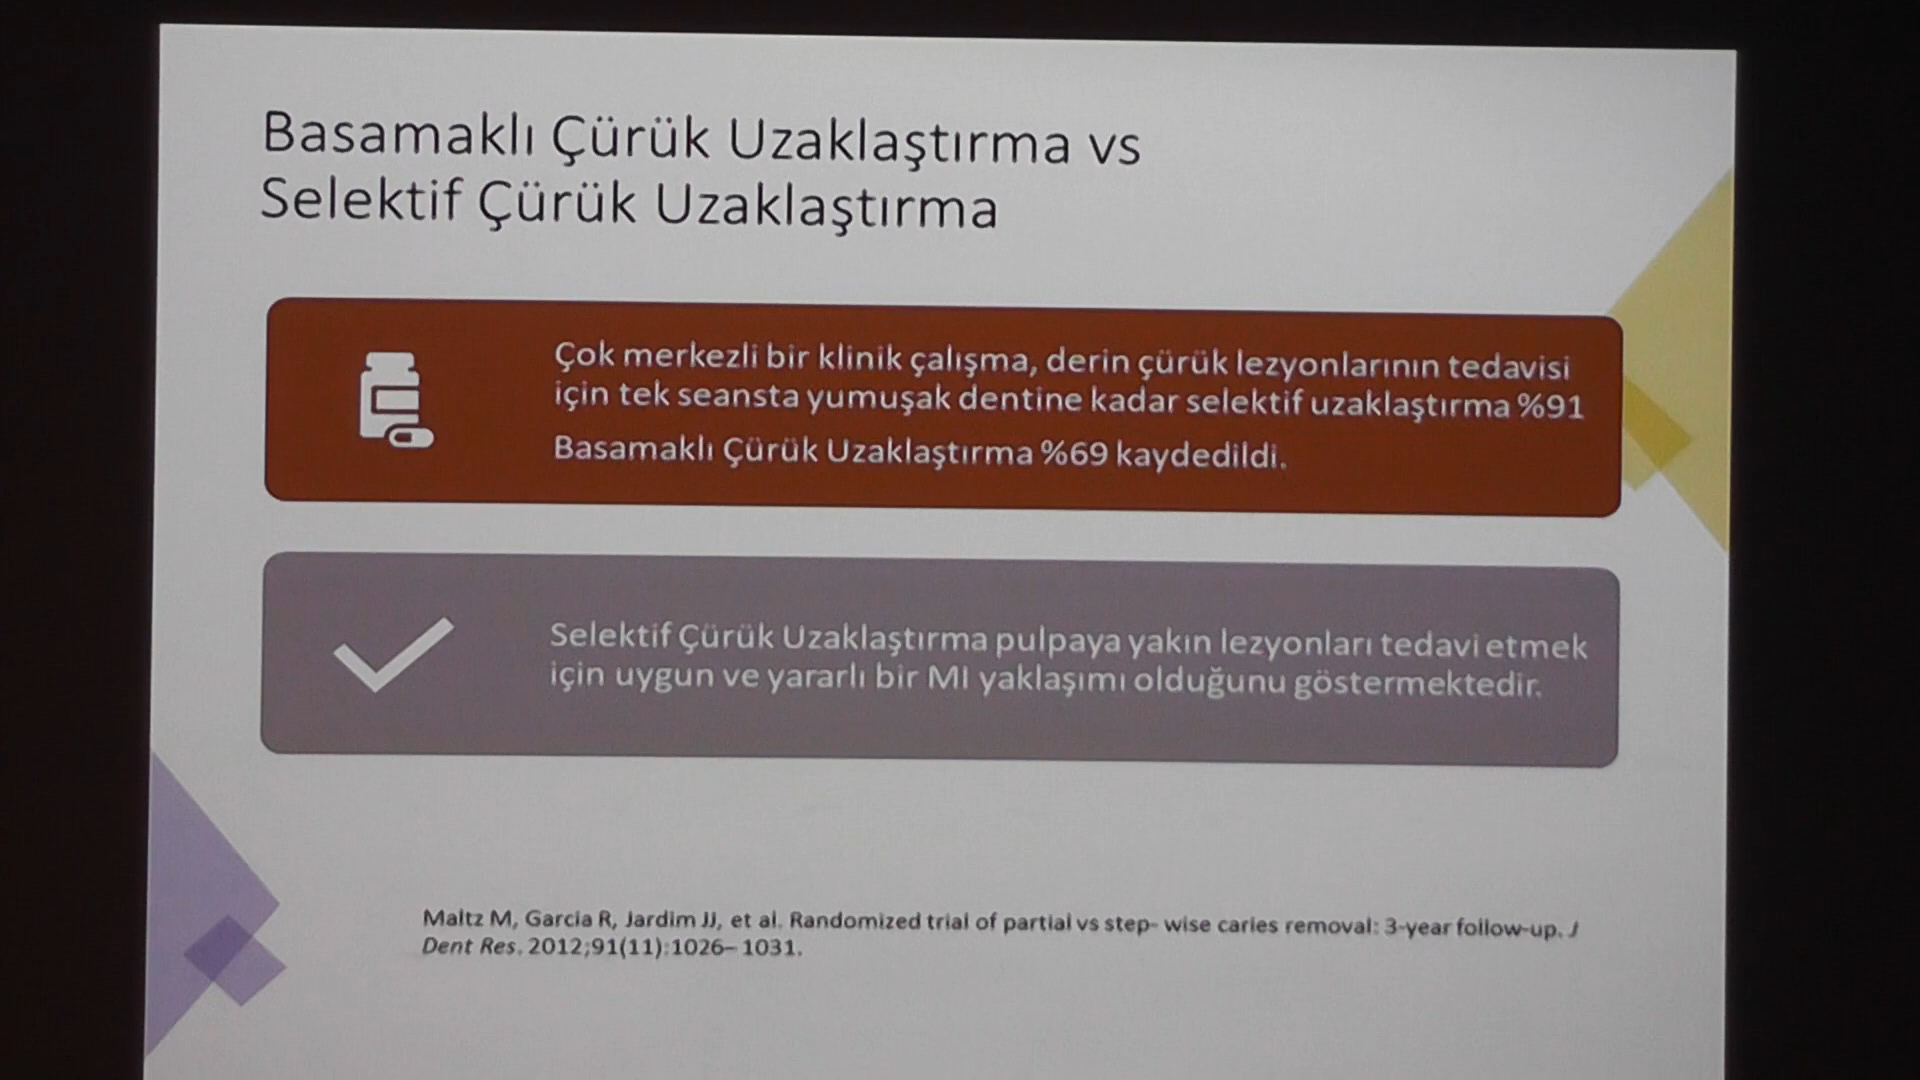 Basamaklı Çürük Uzaklaştırma vs
Selektif Çürük Uzaklaştırma
Çok merkezli bir klinik çalışma, derin çürük lezyonlarının tedavisi
için tek seansta yumuşak dentine kadar selektif uzaklaştırma %91
Basamaklı Çürük Uzaklaştırma %69 kaydedildi.
Selektif Çürük Uzaklaştırma pulpaya yakın lezyonları tedavi etmek
için uygun ve yararlı bir MI yaklaşımı olduğunu göstermektedir.
Maltz M, Garcia R, Jardim JJ, et al. Randomized trial of partial vs step- wise caries removal: 3-year follow-up. J
Dent Res. 2012;91(11):1026– 1031.